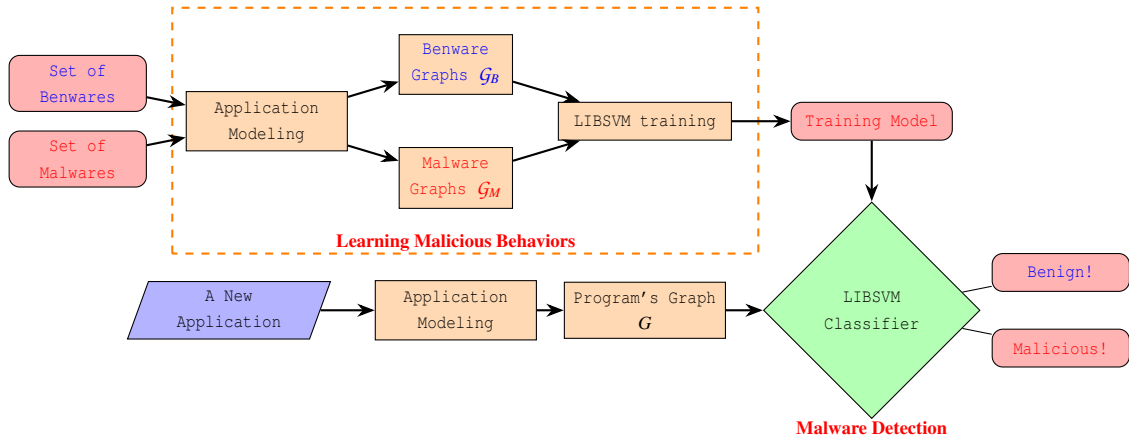 Set of
Benwares
Set of
Malwares
Application
Modeling
Benware
Graphs 𝒢B
Malware
Graphs 𝒢M
LIBSVM training
Training Model
Learning Malicious Behaviors
A New
Application
Application
Modeling
Program's Graph
G
LIBSVM
Classifier
Benign!
Malicious!
Malware Detection